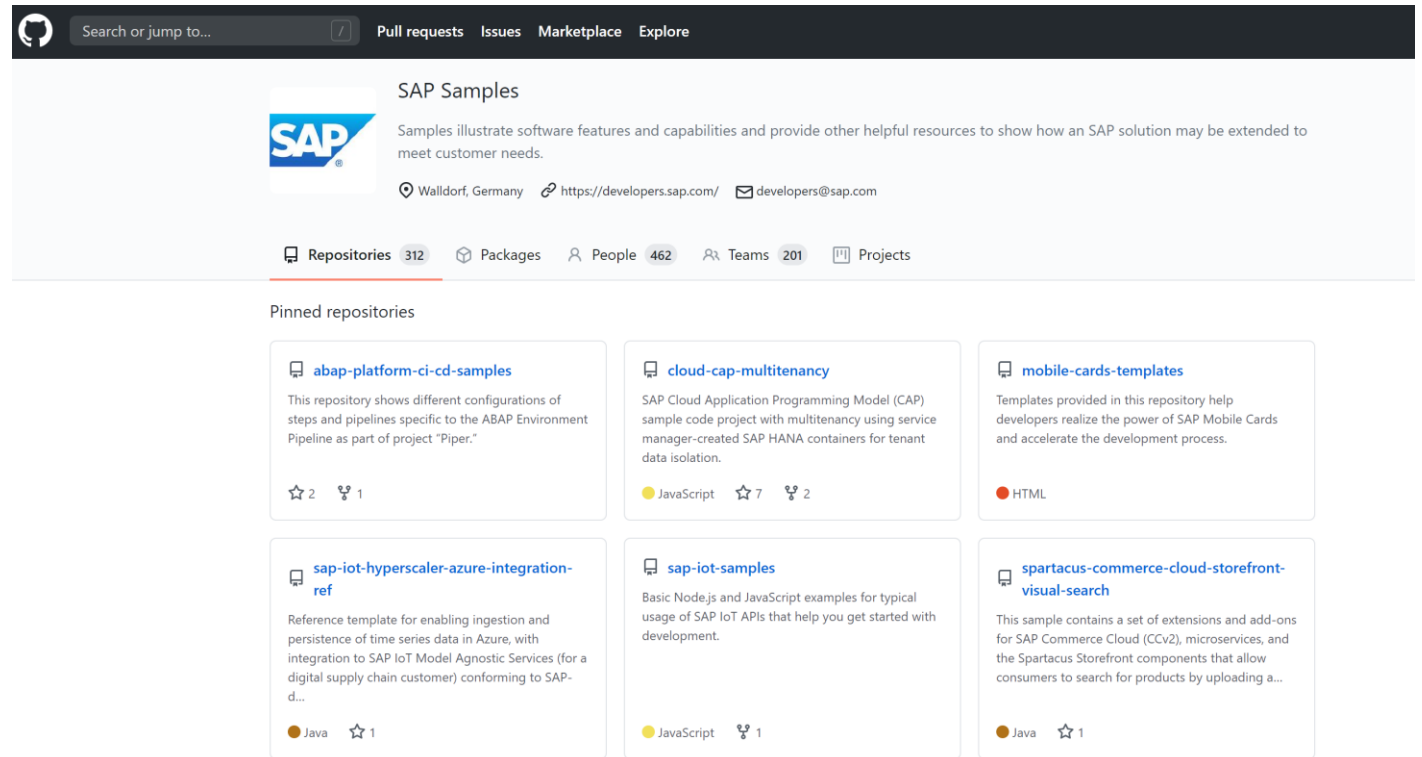 Search or jump to... /
Pull requests Issues Marketplace Explore
SAP
®
SAP Samples
Samples illustrate software features and capabilities and provide other helpful resources to show how an SAP solution may be extended to
meet customer needs.
Walldorf, Germany https://developers.sap.com/ developers@sap.com
Repositories 312 Packages People 462 Teams 201 Projects
Pinned repositories
abap-platform-ci-cd-samples
This repository shows different configurations of
steps and pipelines specific to the ABAP Environment
Pipeline as part of project "Piper."
2 1
cloud-cap-multitenancy
SAP Cloud Application Programming Model (CAP)
sample code project with multitenancy using service
manager-created SAP HANA containers for tenant
data isolation.
JavaScript 7 2
mobile-cards-templates
Templates provided in this repository help
developers realize the power of SAP Mobile Cards
and accelerate the development process.
HTML
sap-iot-hyperscaler-azure-integration-
ref
Reference template for enabling ingestion and
persistence of time series data in Azure, with
integration to SAP IoT Model Agnostic Services (for a
digital supply chain customer) conforming to SAP-
d...
Java 1
sap-iot-samples
Basic Node.js and JavaScript examples for typical
usage of SAP IoT APIs that help you get started with
development.
JavaScript 1
spartacus-commerce-cloud-storefront-
visual-search
This sample contains a set of extensions and add-ons
for SAP Commerce Cloud (CCv2), microservices, and
the Spartacus Storefront components that allow
consumers to search for products by uploading a...
Java 1